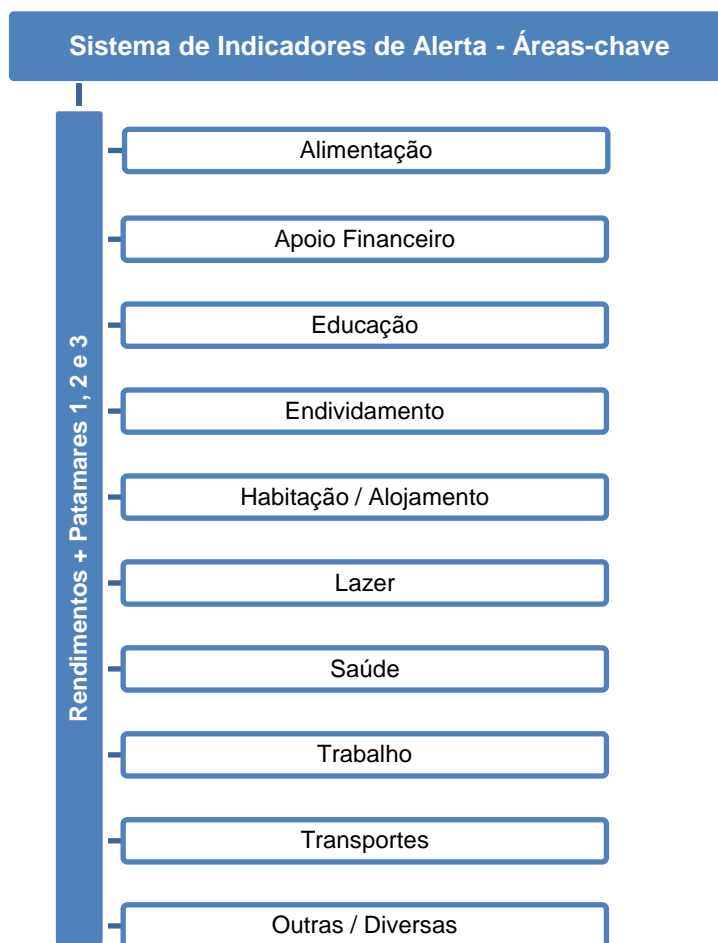 Sistema de Indicadores de Alerta - Áreas-chave
Rendimentos + Patamares 1, 2 e 3
Alimentação
Apoio Financeiro
Educação
Endividamento
Habitação / Alojamento
Lazer
Saúde
Trabalho
Transportes
Outras / Diversas